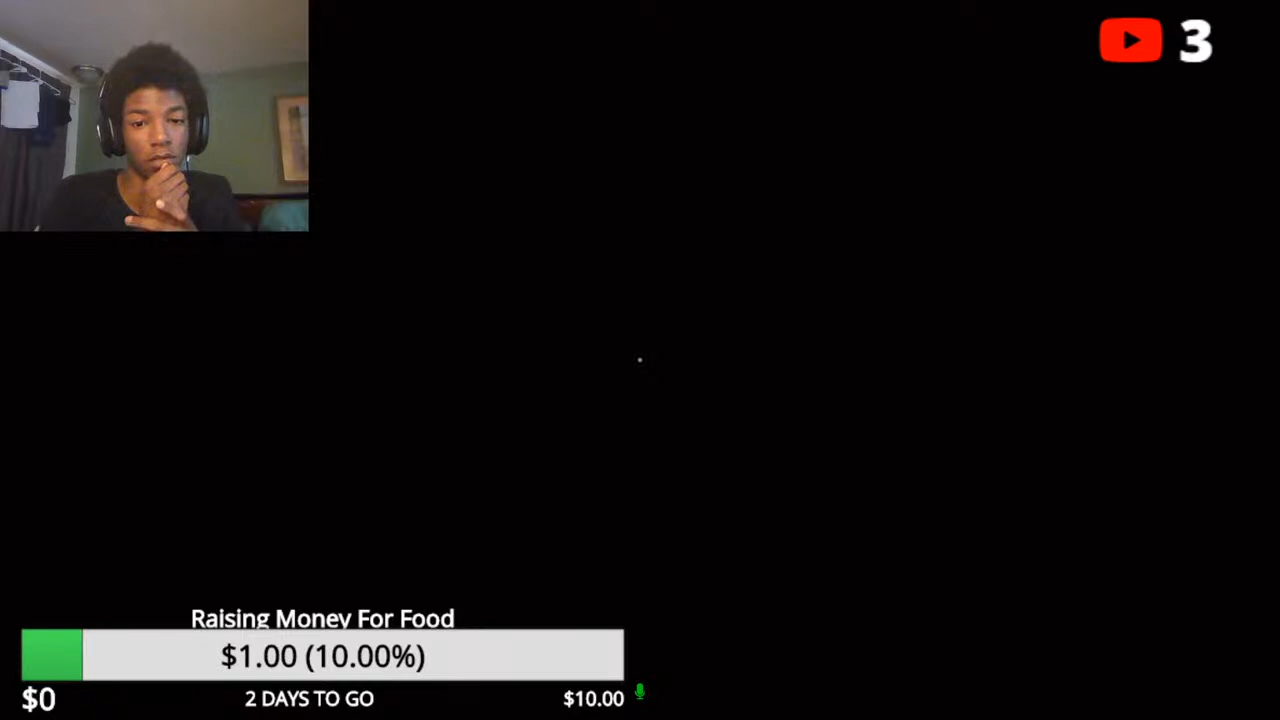 3
Raising Money For Food
$1.00 (10.00%)
$0
2 DAYS TO GO
$10.00